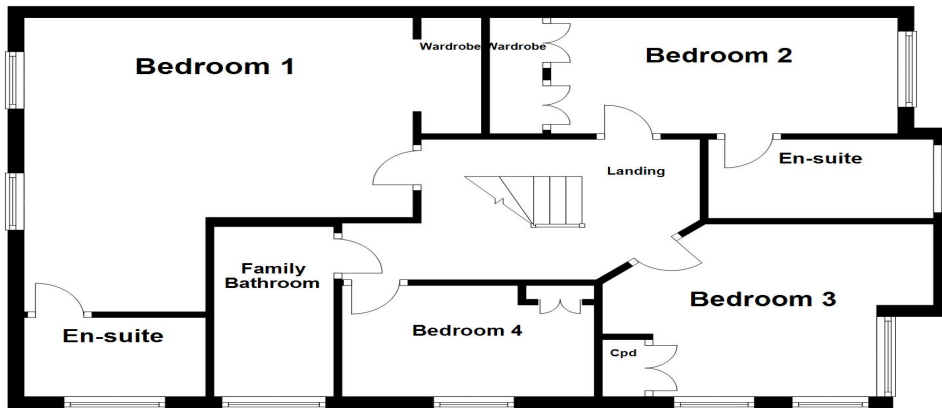 Bedroom 1
Wardrobe
Wardrobe
Bedroom 2
En-suite
Landing
Family
Bathroom
Bedroom 3
Bedroom 4
En-suite
Cpd